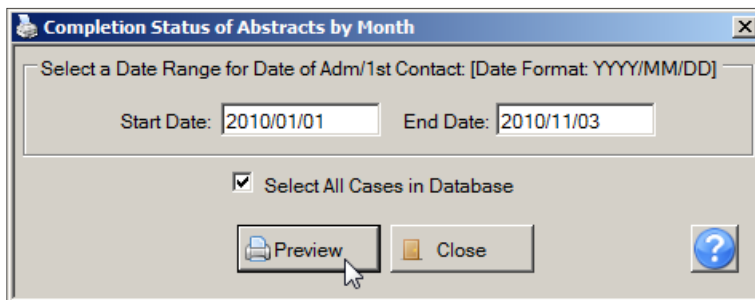 Completion Status of Abstracts by Month
Select a Date Range for Date of Adm/1st Contact: [Date Format: YYYY/MM/DD]
Start Date: 2010/01/01 End Date: 2010/11/03
Select All Cases in Database
Preview Close ?